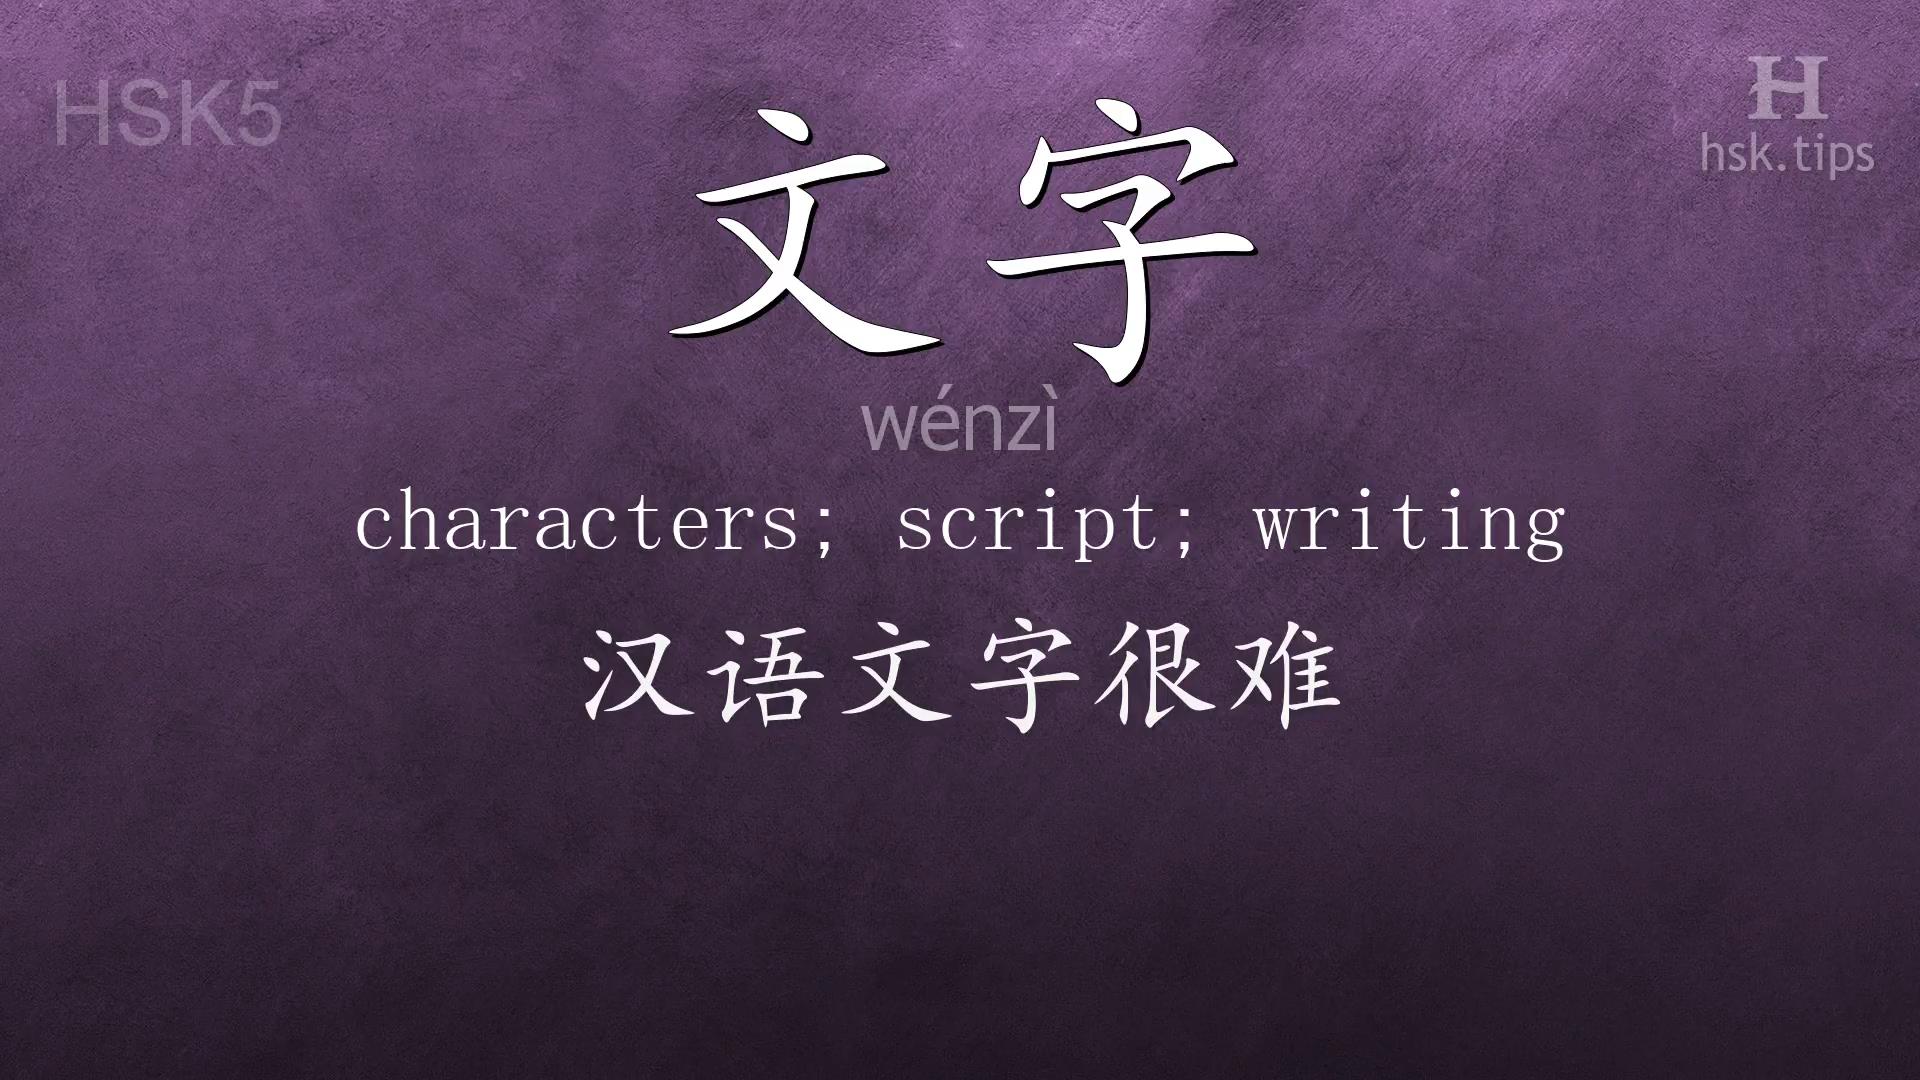 HSK5
H
hsk.tips
文字
wénzì
characters; script; writing
汉语文字很难